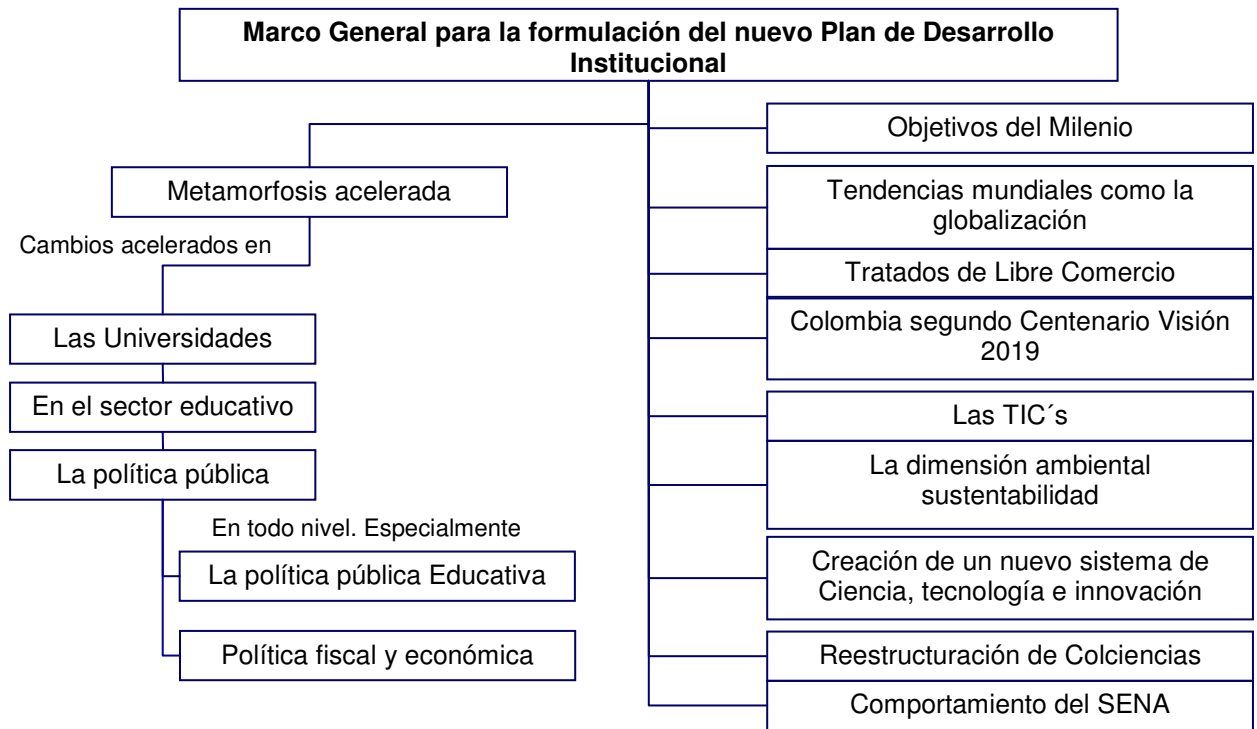 Marco General para la formulación del nuevo Plan de Desarrollo
Institucional
Metamorfosis acelerada
Cambios acelerados en
Las Universidades
En el sector educativo
La política pública
En todo nivel. Especialmente
La política pública Educativa
Política fiscal y económica
Objetivos del Milenio
Tendencias mundiales como la
globalización
Tratados de Libre Comercio
Colombia segundo Centenario Visión
2019
Las TIC´s
La dimensión ambiental
sustentabilidad
Creación de un nuevo sistema de
Ciencia, tecnología e innovación
Reestructuración de Colciencias
Comportamiento del SENA